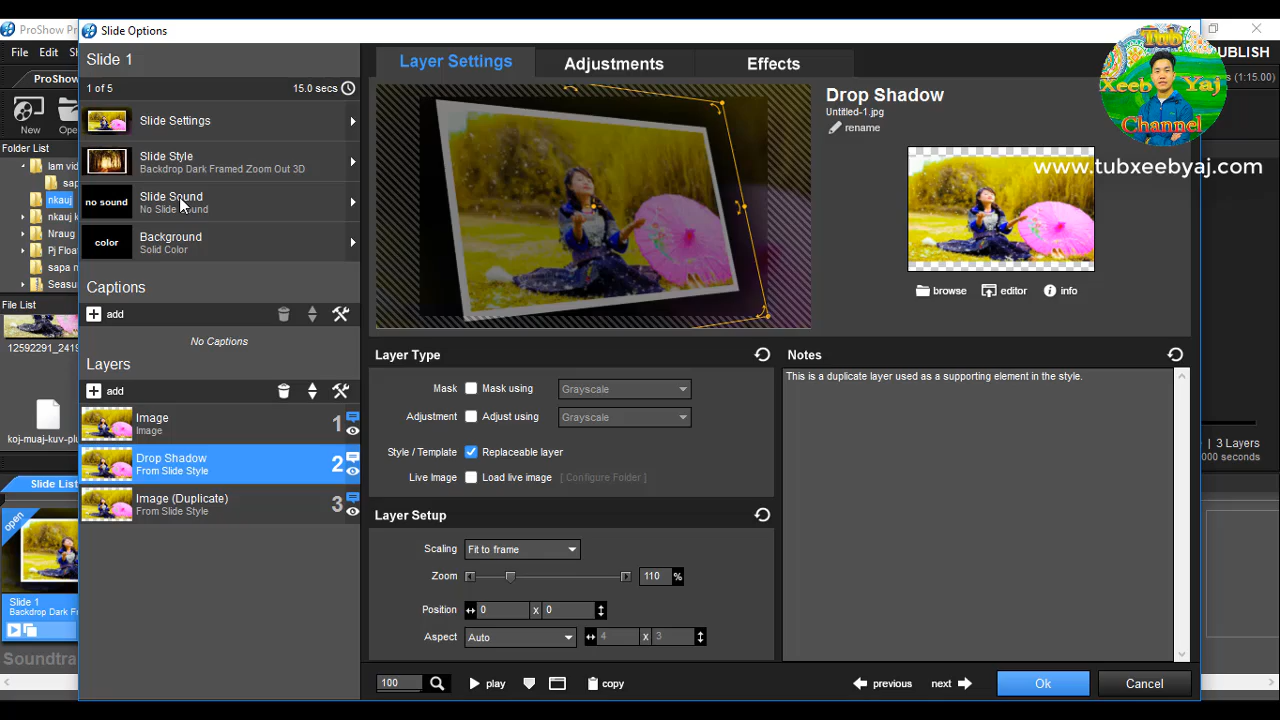 ProShow Pr
Slide Options
File
Edit
Slide 1
Layer Settings
Adjustments
Effects
Tub
Xeeb Yaj
Channel
PUBLISH
ProShow
1 of 5
15.0 secs
Drop Shadow
Untitled-1.jpg
rename
(1:15.00)
New
Ope
Slide Settings
Folder List
lam vid
sap
nkauj
nkauj k
Nraug
Pj Float
sapa n
Season
Slide Style
Backdrop Dark Framed Zoom Out 3D
no sound
Slide Sound
No Slide Sound
color
Background
Solid Color
www.tubxeebyaj.com
browse
editor
info
Captions
add
No Captions
File List
12592291_2419
koj-muaj-kuv-plu
Layers
add
Image
Image
1
Drop Shadow
From Slide Style
2
Image (Duplicate)
From Slide Style
3
Layer Type
Mask
Mask using
Grayscale
Adjustment
Adjust using
Grayscale
Style / Template
Replaceable layer
Live Image
Load live image
[ Configure Folder ]
Notes
This is a duplicate layer used as a supporting element in the style.
3 Layers
000 seconds
Layer Setup
Scaling
Fit to frame
Zoom
110
%
Position
0
x
0
Aspect
Auto
4
x
3
Slide List
open
Slide 1
Backdrop Dark Fr
Soundtra
100
play
copy
previous
next
Ok
Cancel